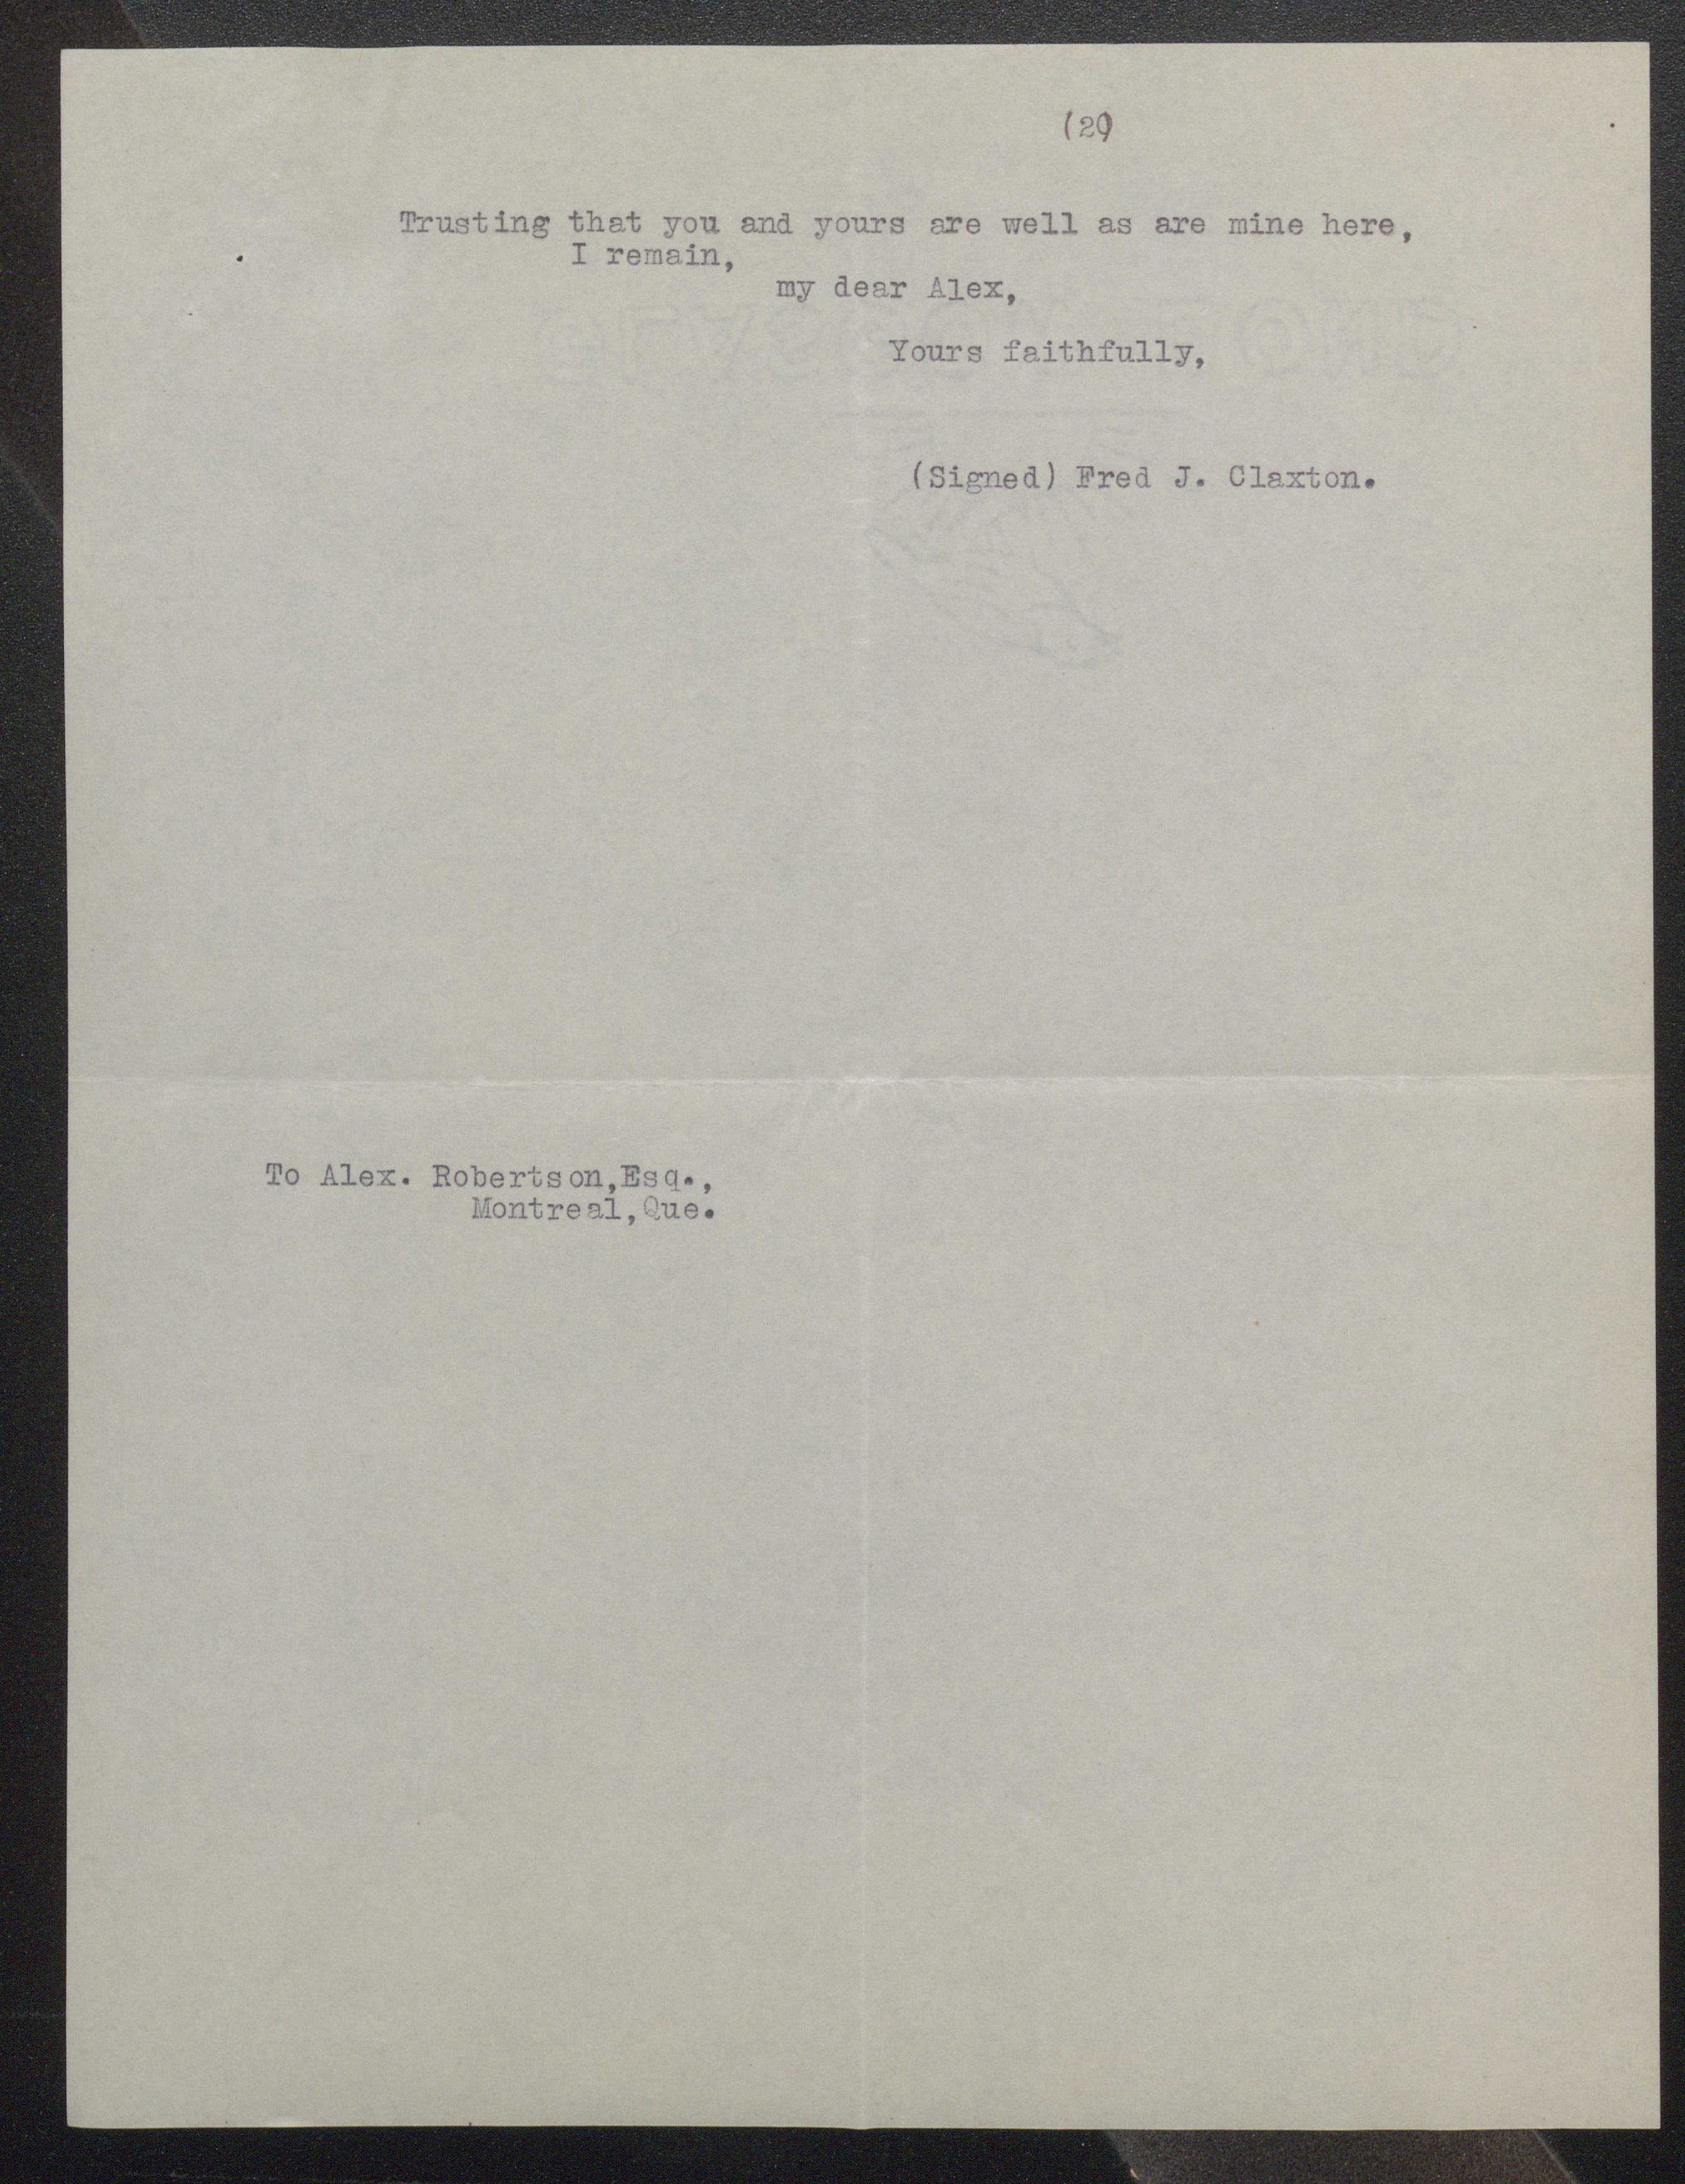 (2)
Trusting that you and yours are well as are mine here,
I remain,
my dear Alex,
Yours faithfully,
(Signed) Fred J. Claxton.
To Alex. Robertson,Esq.,
Montreal,Que.